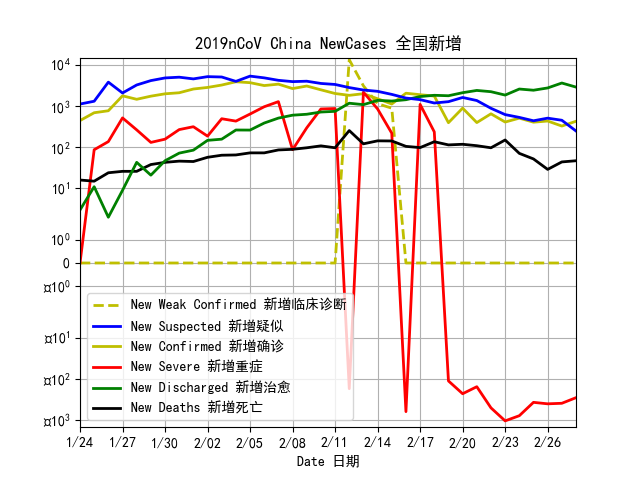 2019nCoV China NewCases 全国新增
10⁴
10³
10²
10¹
10⁰
0
¤10⁰
¤10¹
¤10²
¤10³
New Weak Confirmed 新增临床诊断
New Suspected 新增疑似
New Confirmed 新增确诊
New Severe 新增重症
New Discharged 新增治愈
New Deaths 新增死亡
1/24 1/27 1/30 2/02 2/05 2/08 2/11 2/14 2/17 2/20 2/23 2/26
Date 日期